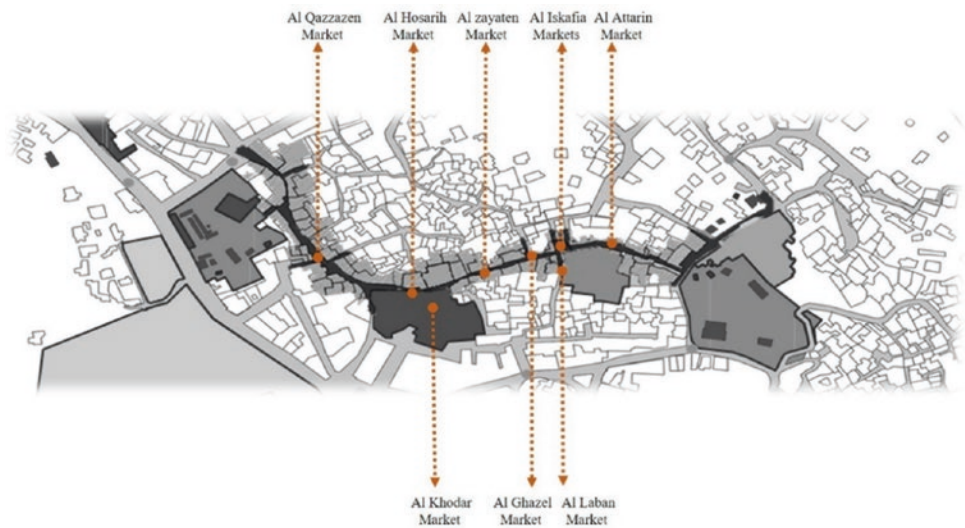 Al Qazzazen
Market
Al Hosarih
Market
Al zayaten
Market
Al Iskafia
Markets
Al Attarin
Market
Al Khodar
Market
Al Ghazel
Market
Al Laban
Market